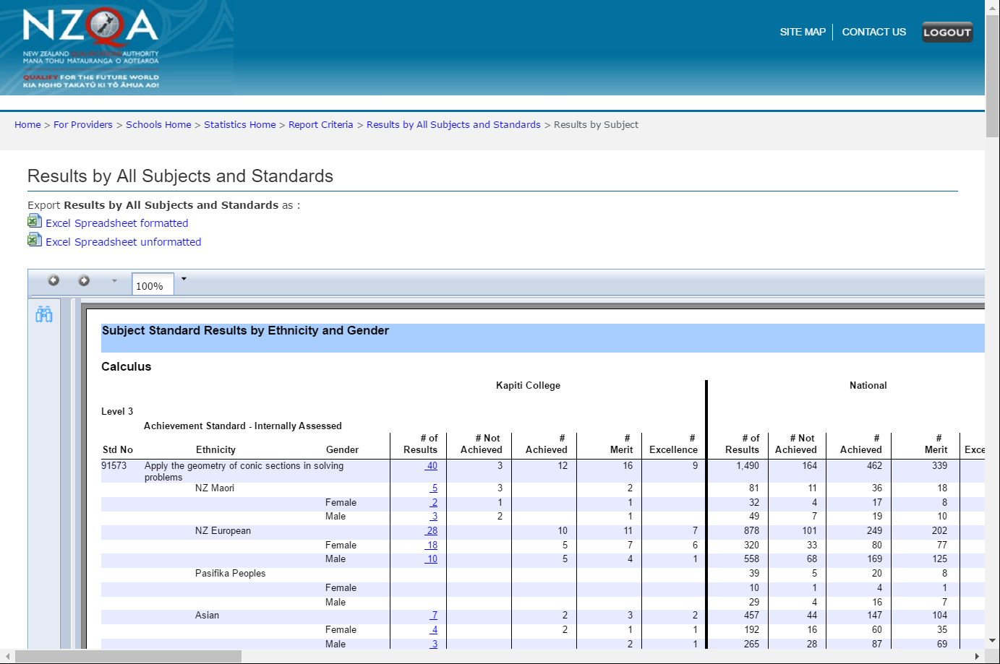 NZQA
NEW ZEALAND QUALIFICATIONS AUTHORITY
MANA TOHU MATAURANGA O AOTEAROA
QUALIFY FOR THE FUTURE WORLD
KIA NOHO TAKATŪ KI TŌ ĀMUA AO!
SITE MAP CONTACT US LOGOUT
Home > For Providers > Schools Home > Statistics Home > Report Criteria > Results by All Subjects and Standards > Results by Subject
Results by All Subjects and Standards
Export Results by All Subjects and Standards as :
Excel Spreadsheet formatted
Excel Spreadsheet unformatted
100%
Subject Standard Results by Ethnicity and Gender
Calculus
Kapiti College National
Level 3
Achievement Standard - Internally Assessed
# of # Not # # # # of # Not # #
Std No Ethnicity Gender Results Achieved Achieved Merit Excellence Results Achieved Achieved Merit Exce
91573 Apply the geometry of conic sections in solving 40 3 12 16 9 1,490 164 462 339
problems
NZ Maori 5 3 2 81 11 36 18
Female 2 1 1 32 4 17 8
Male 3 2 1 49 7 19 10
NZ European 28 10 11 7 878 101 249 202
Female 18 5 7 6 320 33 80 77
Male 10 5 4 1 558 68 169 125
Pasifika Peoples 39 5 20 8
Female 10 1 4 1
Male 29 4 16 7
Asian 7 2 3 2 457 44 147 104
Female 4 2 1 1 192 16 60 35
Male 3 2 1 265 28 87 69